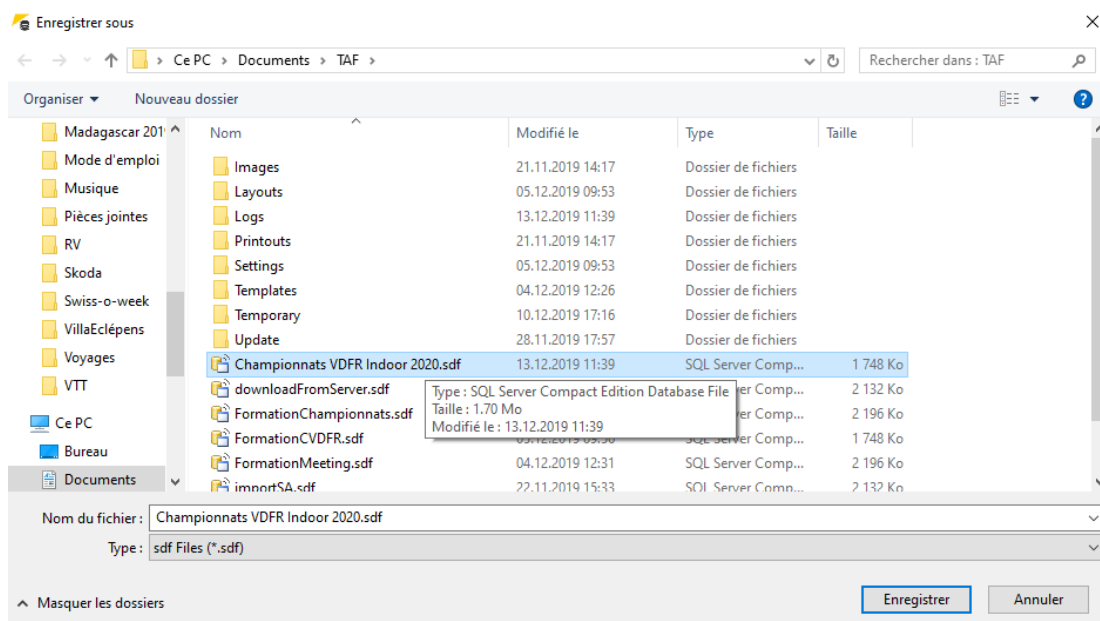 Enregistrer sous
Ce PC > Documents > TAF >
Rechercher dans : TAF
Organiser
Nouveau dossier
Madagascar 201
Mode d'emploi
Musique
Pièces jointes
RV
Skoda
Swiss-o-week
VillaEclépens
Voyages
VTT
Ce PC
Bureau
Documents
Nom Modifié le Type Taille
Images 21.11.2019 14:17 Dossier de fichiers
Layouts 05.12.2019 09:53 Dossier de fichiers
Logs 13.12.2019 11:39 Dossier de fichiers
Printouts 21.11.2019 14:17 Dossier de fichiers
Settings 05.12.2019 09:53 Dossier de fichiers
Templates 04.12.2019 12:26 Dossier de fichiers
Temporary 10.12.2019 17:16 Dossier de fichiers
Update 28.11.2019 17:57 Dossier de fichiers
Championnats VDFR Indoor 2020.sdf 13.12.2019 11:39 SQL Server Comp... 1 748 Ko
downloadFromServer.sdf ver Comp... 2 132 Ko
FormationChampionnats.sdf ver Comp... 2 196 Ko
FormationCVDFR.sdf SQL Server Comp... 1 748 Ko
FormationMeeting.sdf 04.12.2019 12:31 SQL Server Comp... 2 196 Ko
importSA.sdf 22.11.2019 15:33 SQL Server Comp... 2 132 Ko
Type : SQL Server Compact Edition Database File
Taille : 1.70 Mo
Modifié le : 13.12.2019 11:39
Nom du fichier : Championnats VDFR Indoor 2020.sdf
Type : sdf Files (*.sdf)
Masquer les dossiers
Enregistrer
Annuler